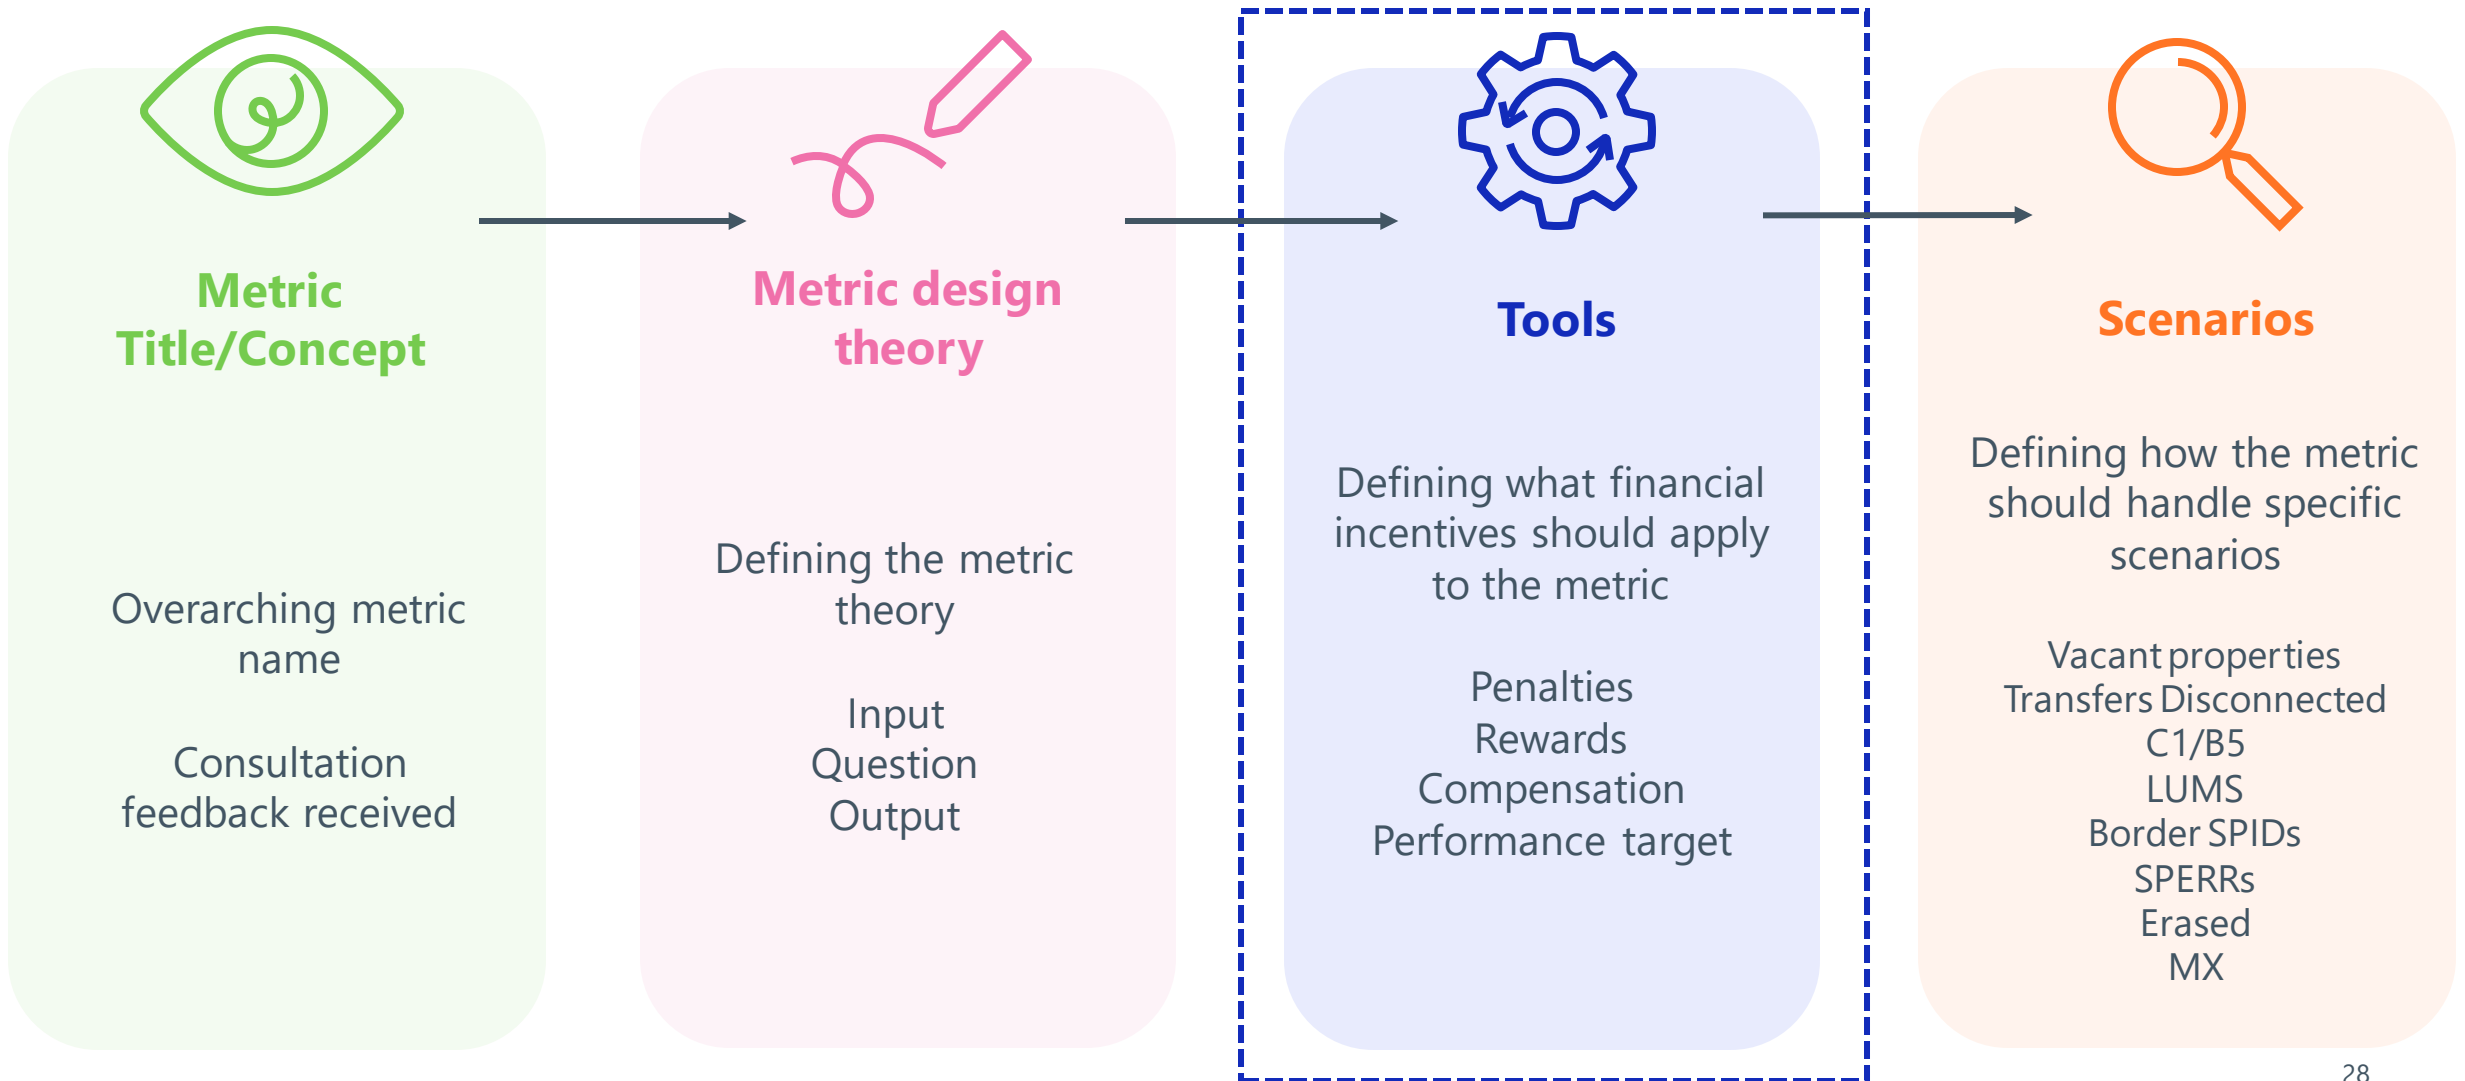 Metric
Title/Concept
Overarching metric
name
Consultation
feedback received
Metric design
theory
Defining the metric
theory
Input
Question
Output
Tools
Defining what financial
incentives should apply
to the metric
Penalties
Rewards
Compensation
Performance target
Scenarios
Defining how the metric
should handle specific
scenarios
Vacant properties
Transfers Disconnected
C1/B5
LUMS
Border SPIDs
SPERRs
Erased
MX
28